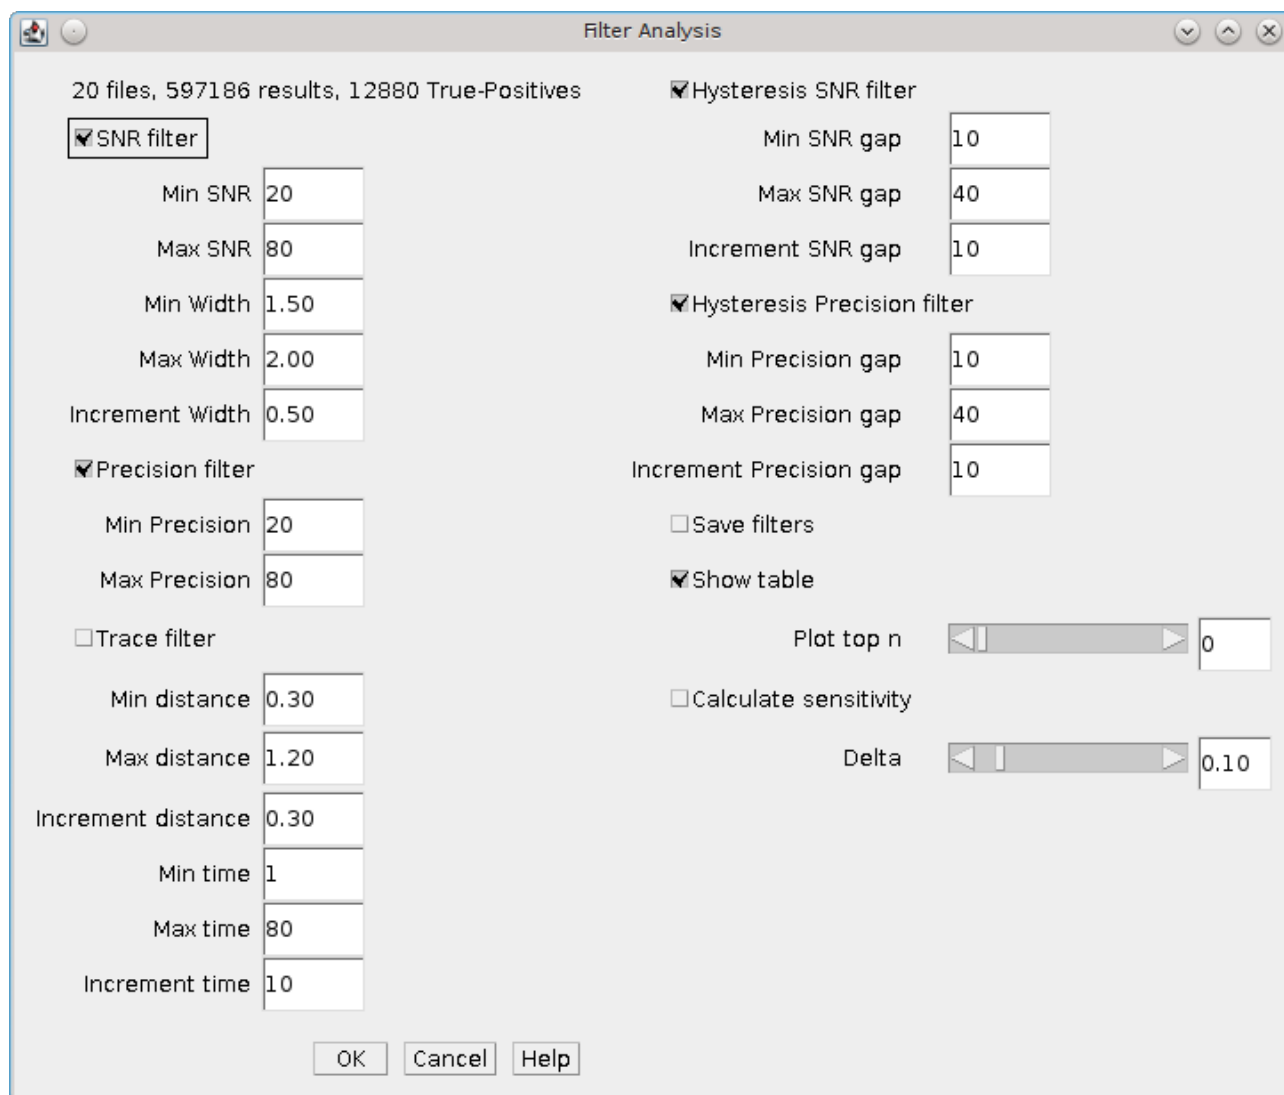 Filter Analysis
20 files, 597186 results, 12880 True-Positives
SNR filter
Min SNR 20
Max SNR 80
Min Width 1.50
Max Width 2.00
Increment Width 0.50
Precision filter
Min Precision 20
Max Precision 80
Trace filter
Min distance 0.30
Max distance 1.20
Increment distance 0.30
Min time 1
Max time 80
Increment time 10
Hysteresis SNR filter
Min SNR gap 10
Max SNR gap 40
Increment SNR gap 10
Hysteresis Precision filter
Min Precision gap 10
Max Precision gap 40
Increment Precision gap 10
Save filters
Show table
Plot top n 0
Calculate sensitivity
Delta 0.10
OK Cancel Help